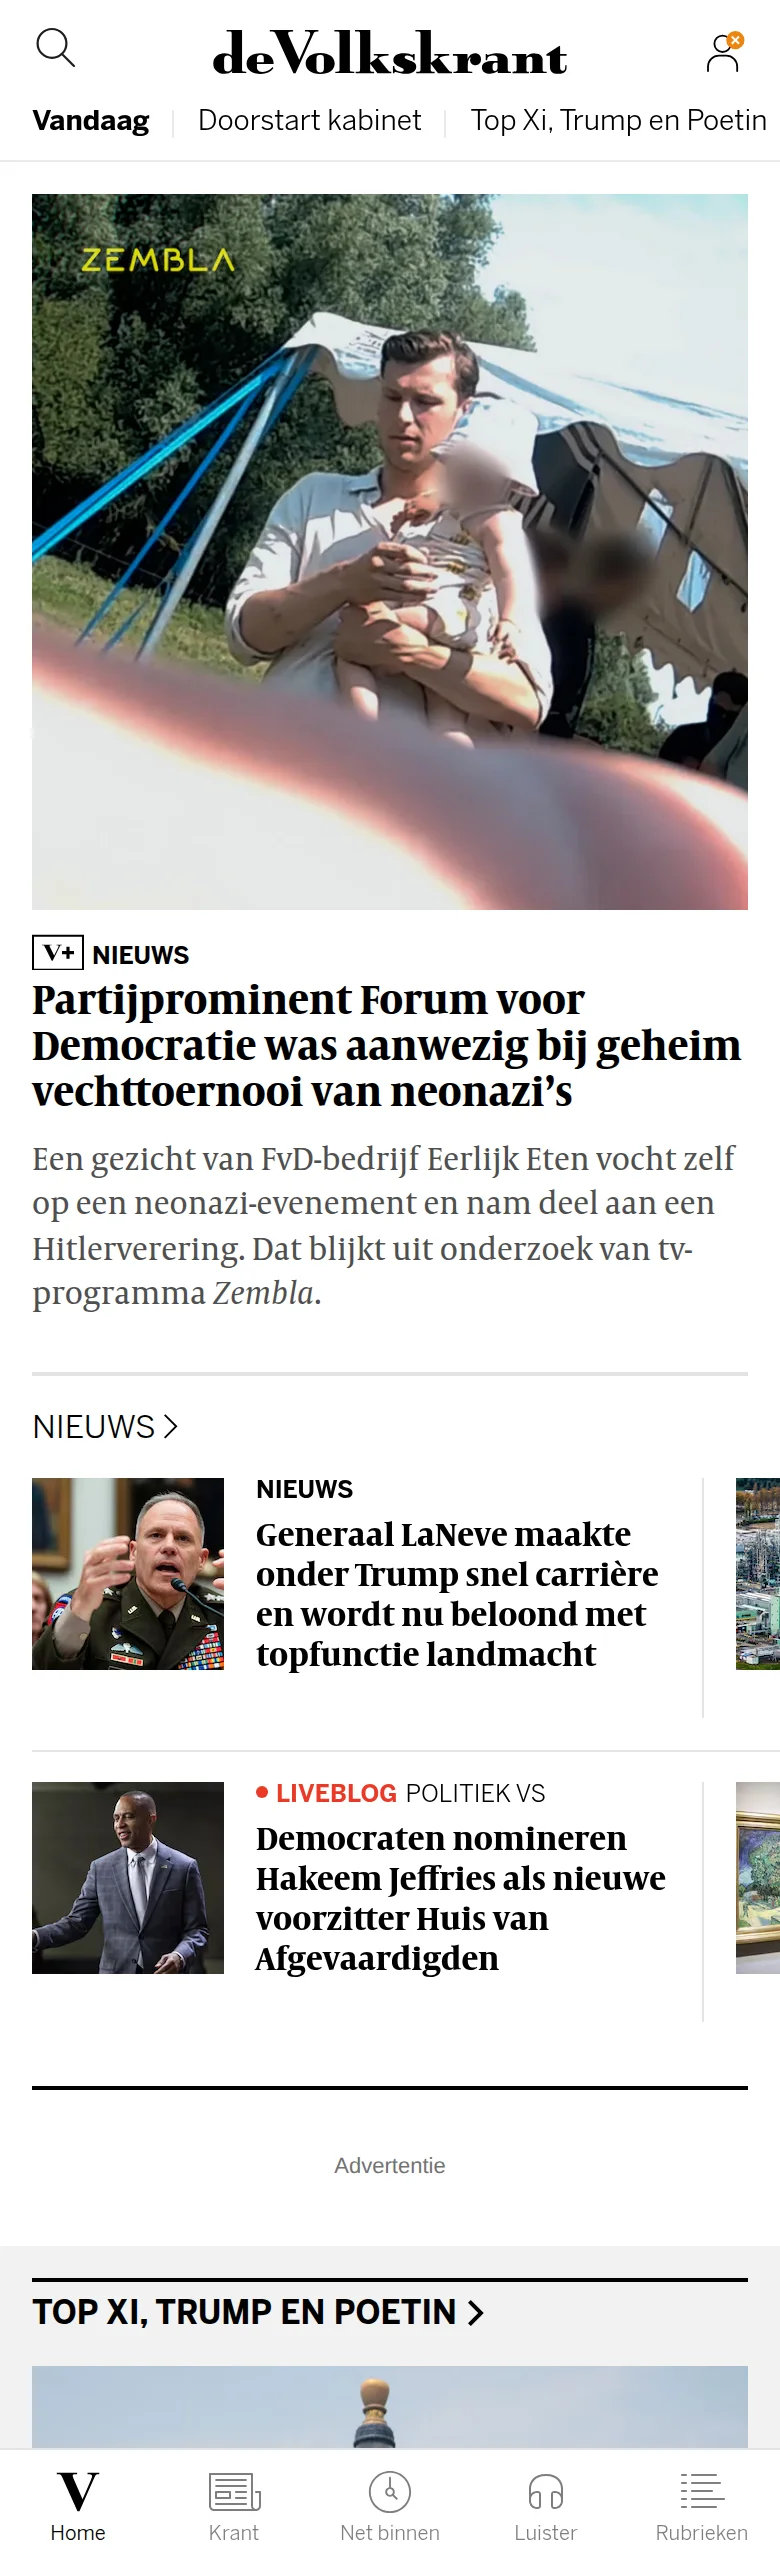 deVolkskrant
Vandaag
Doorstart kabinet
Top Xi, Trump en Poetin
ZEMBLA
V+ NIEUWS
Partijprominent Forum voor
Democratie was aanwezig bij geheim
vechttoernooi van neonazi’s
Een gezicht van FvD-bedrijf Eerlijk Eten vocht zelf
op een neonazi-evenement en nam deel aan een
Hitlerverering. Dat blijkt uit onderzoek van tv-
programma Zembla.
NIEUWS
NIEUWS
Generaal LaNeve maakte
onder Trump snel carrière
en wordt nu beloond met
topfunctie landmacht
LIVEBLOG POLITIEK VS
Democraten nomineren
Hakeem Jeffries als nieuwe
voorzitter Huis van
Afgevaardigden
Advertentie
TOP XI, TRUMP EN POETIN
V
Home
Krant
Net binnen
Luister
Rubrieken